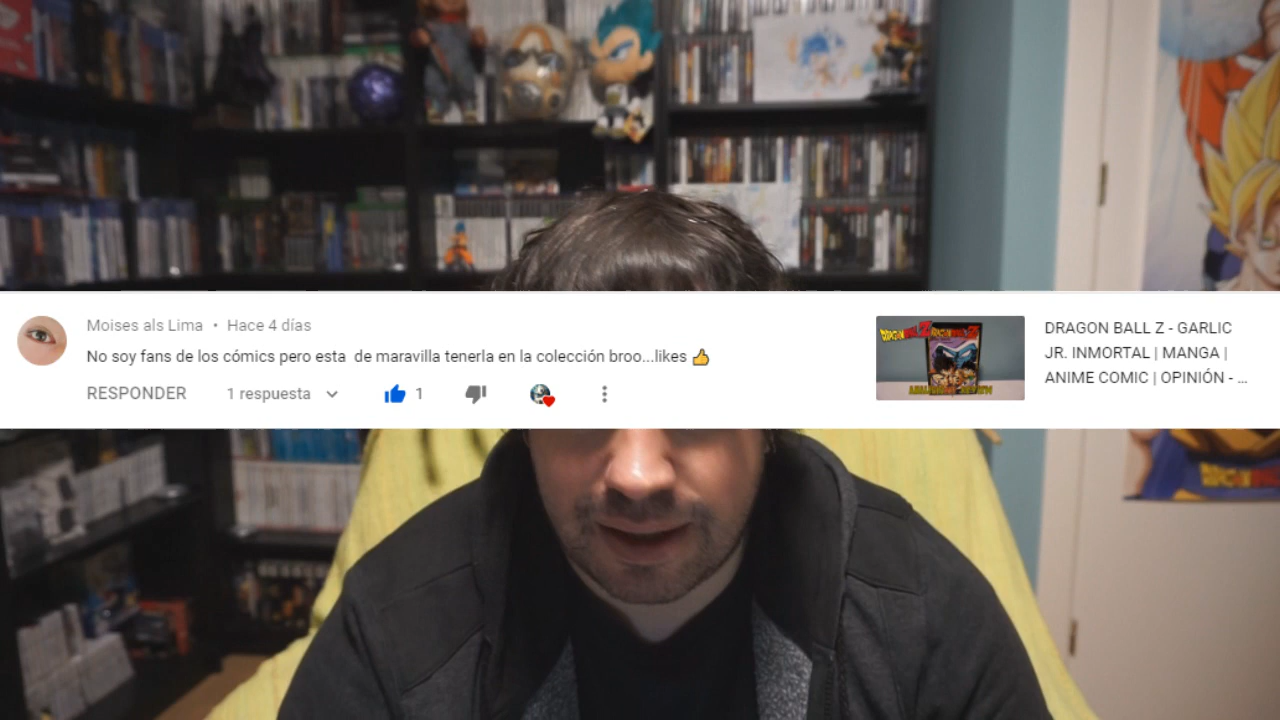 Moises als Lima • Hace 4 días
No soy fans de los cómics pero esta de maravilla tenerla en la colección broo...likes 👍
RESPONDER 1 respuesta 1
DRAGON BALL Z - GARLIC
JR. INMORTAL | MANGA |
ANIME COMIC | OPINIÓN - ...